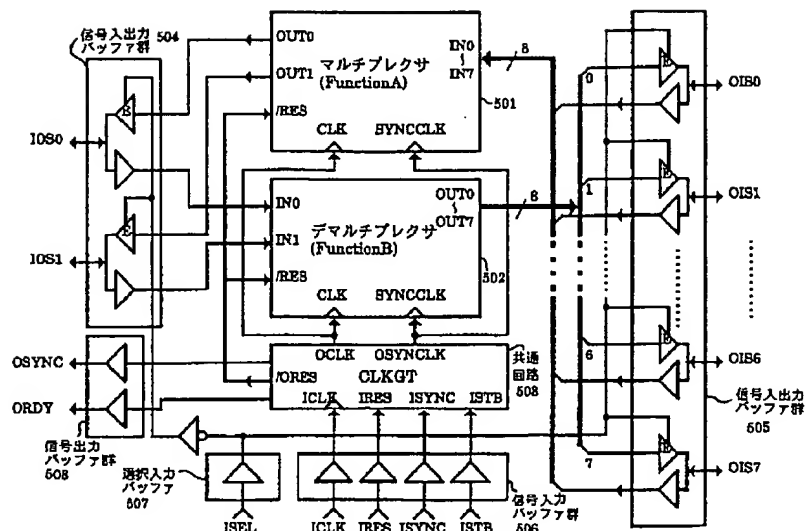 信号入出力
バッファ群 504
IOS0
IOS1
OSYNC
ORDY
信号出力
バッファ群
508
OUT0
OUT1
/RES
マルチプレクサ
(FunctionA)
CLK SYNCCLK
IN0
~
IN7
501
8
IN0
IN1
/RES
デマルチプレクサ
(FunctionB)
CLK SYNCCLK
OUT0
~
OUT7
502
8
OCLK OSYNCLK
/ORES CLKGT
ICLK IRES ISYNC ISTB
共通
回路
508
選択入力
バッファ
507
ISEL
ICLK IRES ISYNC ISTB
信号入力
バッファ群
506
0
1
6
7
E
E
E
E
E
E
OIB0
OIS1
OIB6
OIS7
信号入出力
バッファ群
505